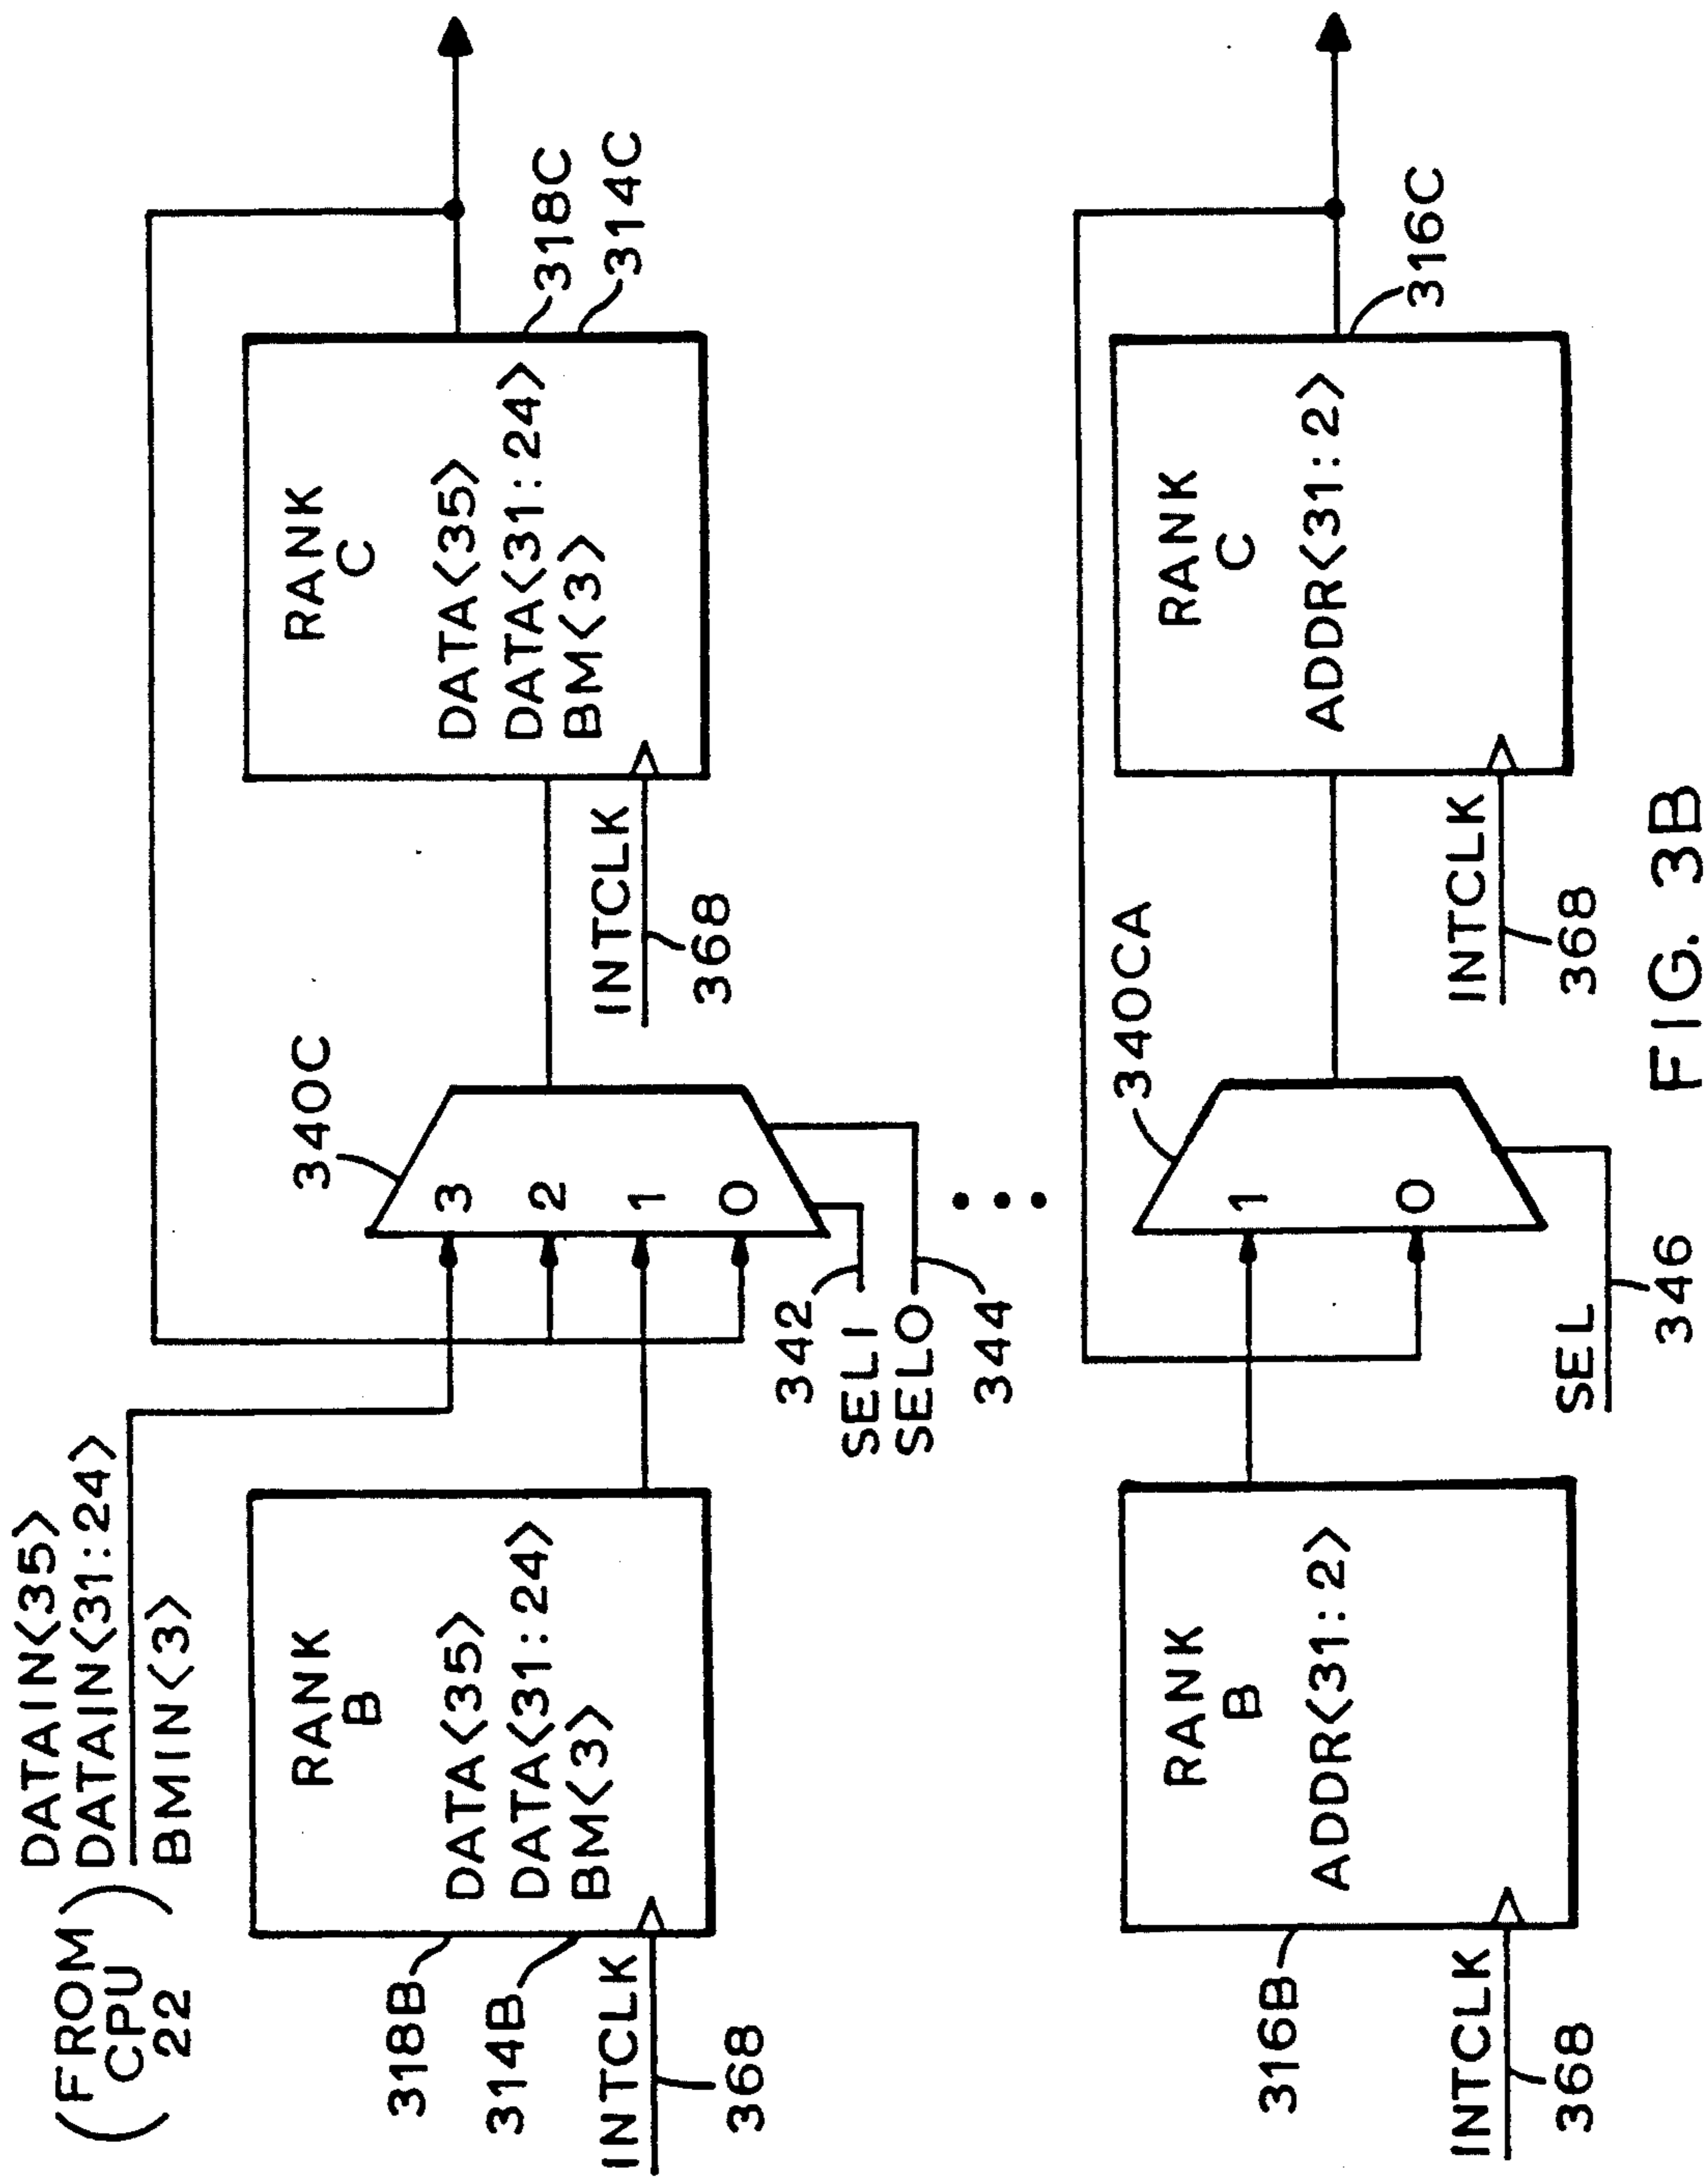 DATAIN<35>
(FROM CPU 22) DATAIN<31:24>
BMIN<3>
318B
314B
INTCLK
368
RANK
B
DATA<35>
DATA<31:24>
BM<3>
340C
3
2
1
0
342
SEL1
SEL0
344
INTCLK
368
RANK
C
DATA<35>
DATA<31:24>
BM<3>
318C
314C
316B
INTCLK
368
RANK
B
ADDR<31:2>
340CA
1
0
SEL
346
INTCLK
368
RANK
C
ADDR<31:2>
316C
FIG. 3B